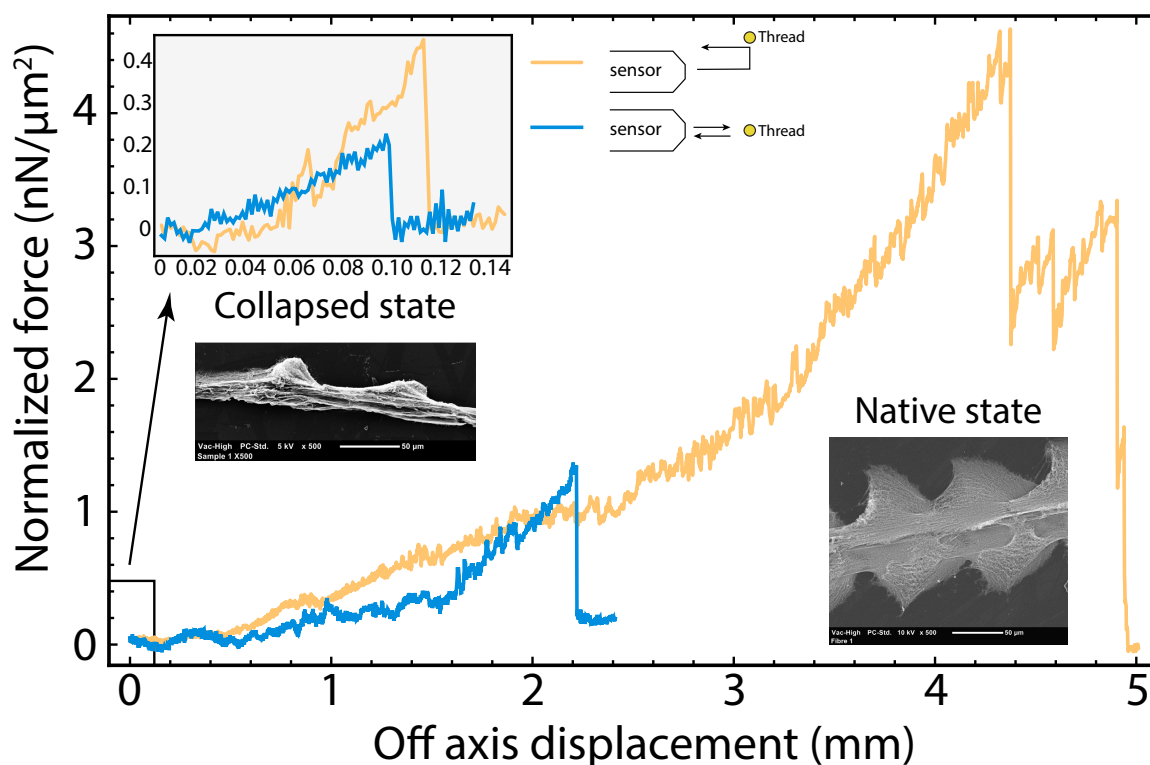 Normalized force (nN/μm²)
4
3
2
1
0
0.4
0.3
0.2
0.1
0
0 0.02 0.04 0.06 0.08 0.10 0.12 0.14
Collapsed state
sensor
Thread
sensor
Thread
Vac-High PC-Std. 5 kV x 500 50 μm
Sample 1 X500
Native state
Vac-High PC-Std. 10 kV x 500 50 μm
Fibre 1
0 1 2 3 4 5
Off axis displacement (mm)